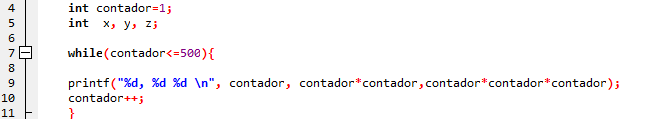 4 int contador=1;
5 int x, y, z;
6
7 while(contador<=500){
8
9 printf("%d, %d %d \n", contador, contador*contador,contador*contador*contador);
10 contador++;
11 }